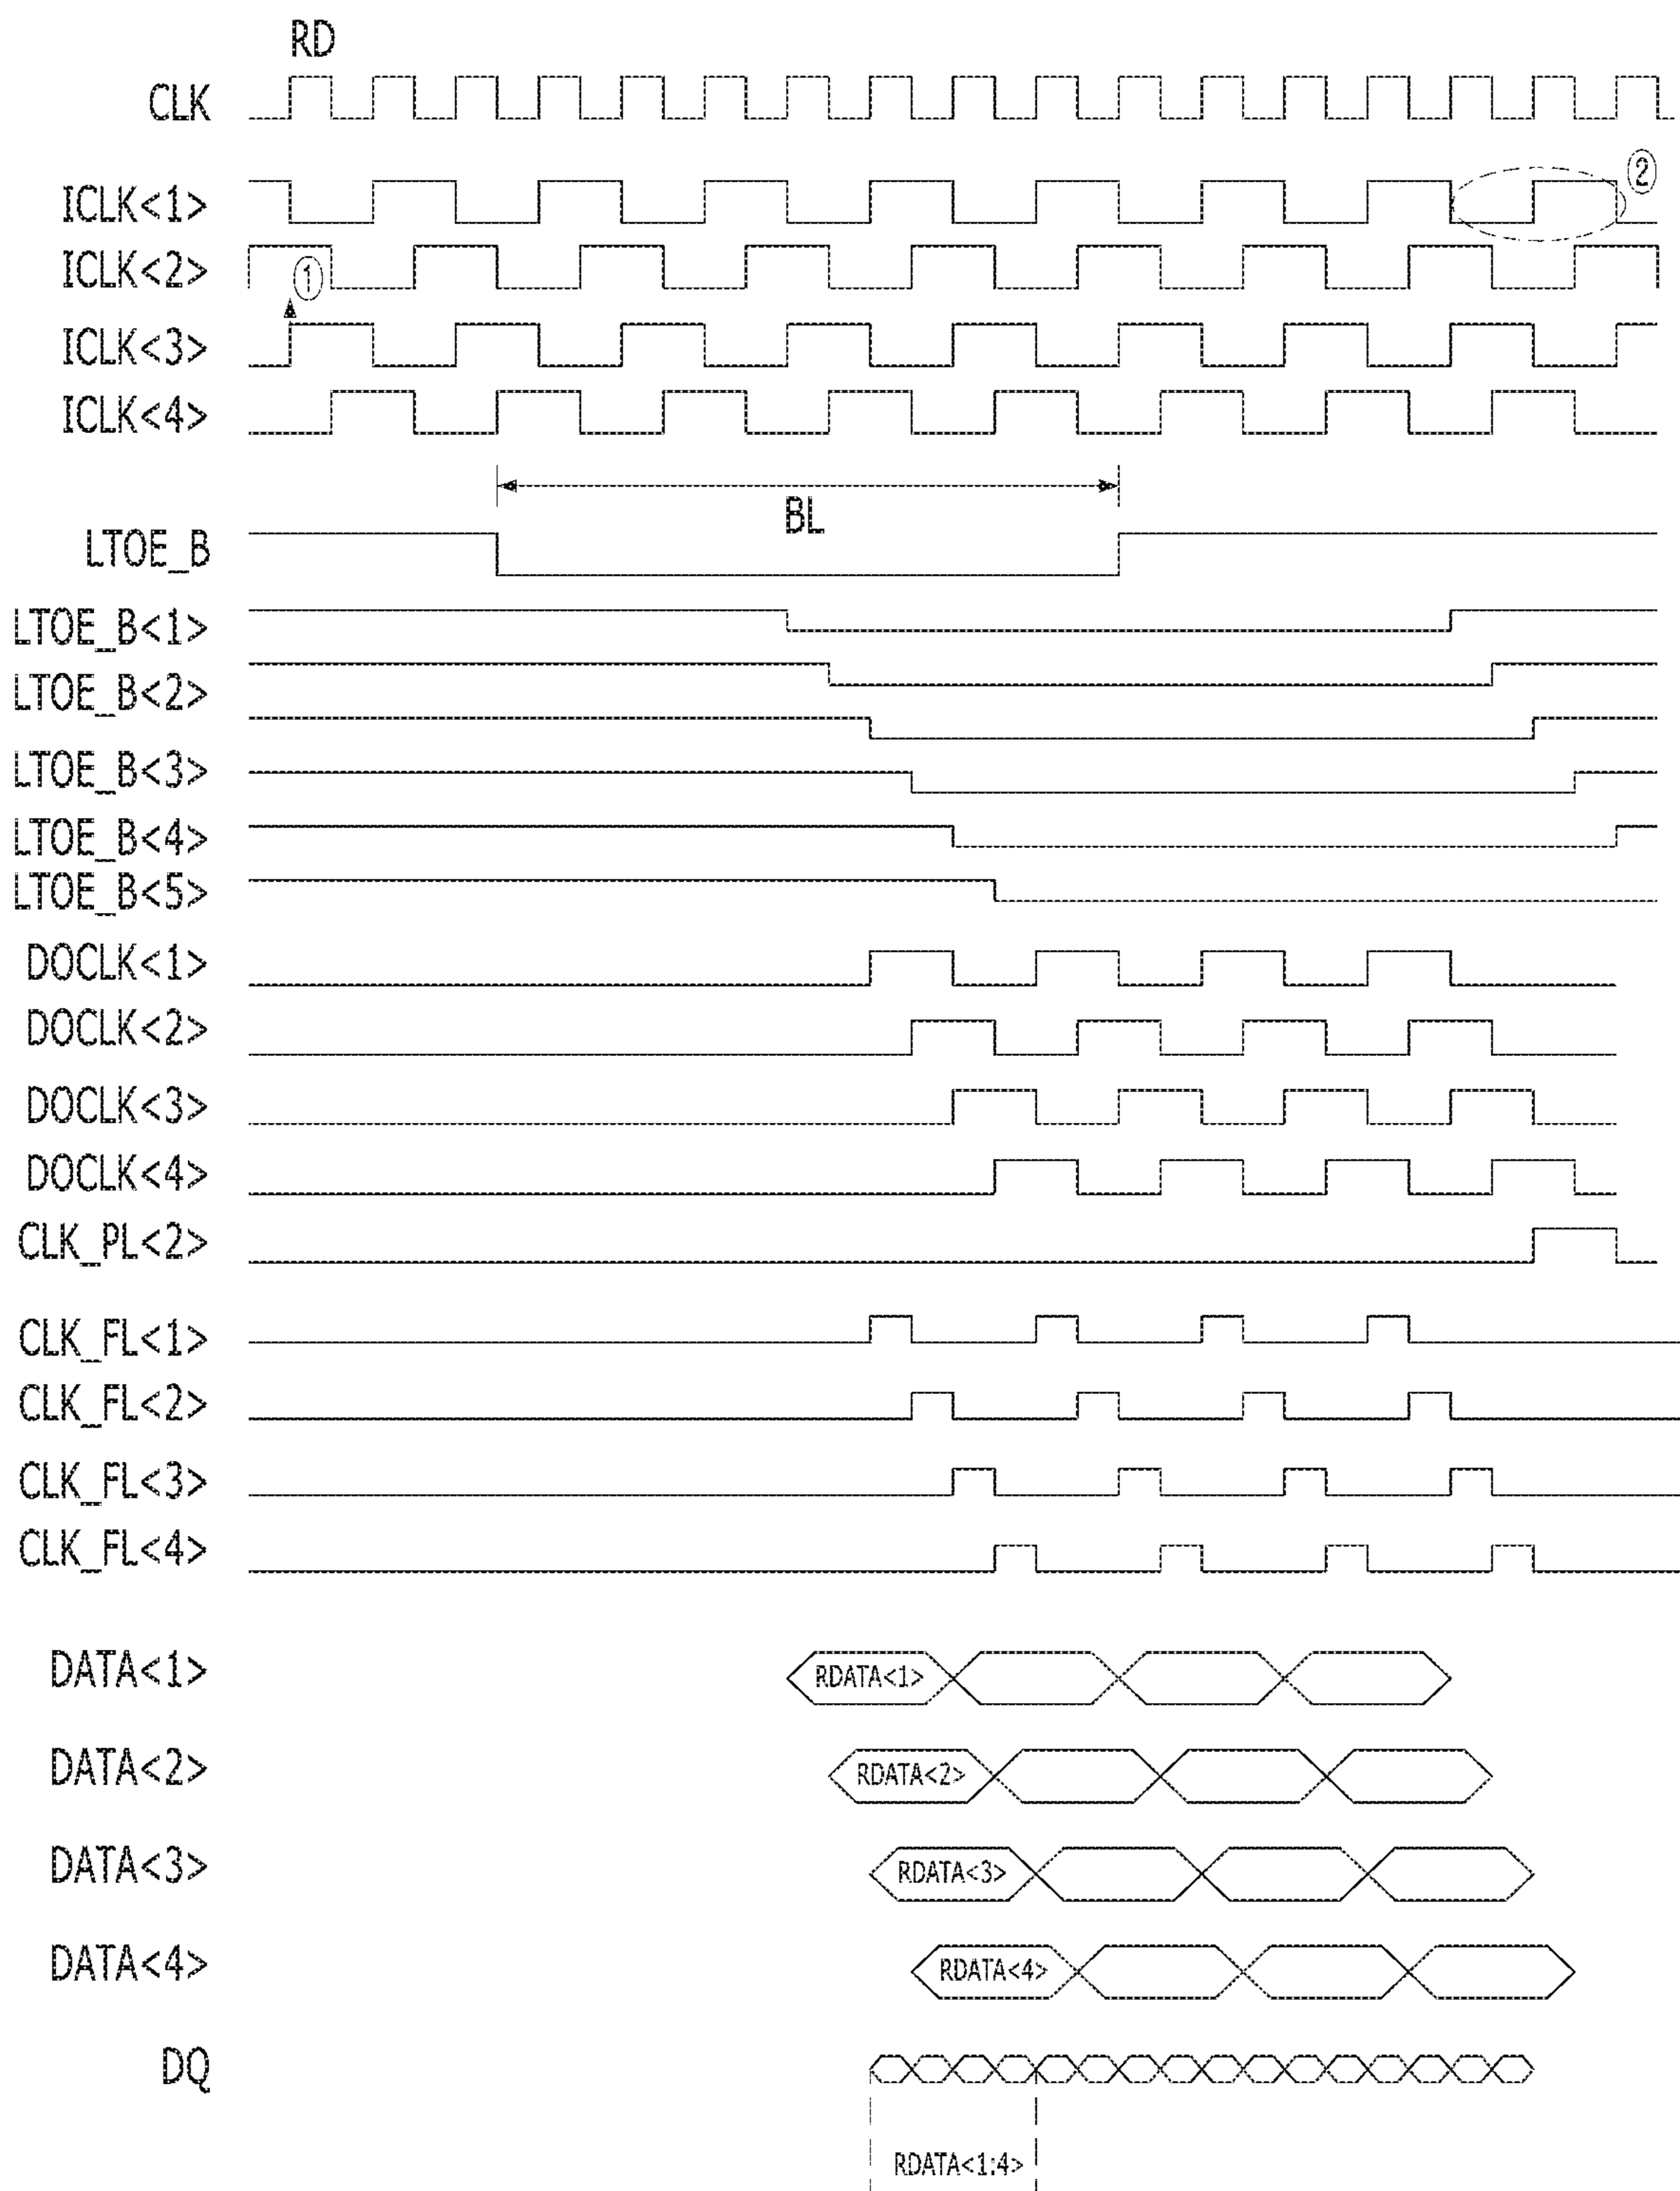 RD
CLK
ICLK<1>
②
ICLK<2>
①
ICLK<3>
ICLK<4>
BL
LTOE_B
LTOE_B<1>
LTOE_B<2>
LTOE_B<3>
LTOE_B<4>
LTOE_B<5>
DOCLK<1>
DOCLK<2>
DOCLK<3>
DOCLK<4>
CLK_PL<2>
CLK_FL<1>
CLK_FL<2>
CLK_FL<3>
CLK_FL<4>
DATA<1> RDATA<1>
DATA<2> RDATA<2>
DATA<3> RDATA<3>
DATA<4> RDATA<4>
DQ
RDATA<1:4>